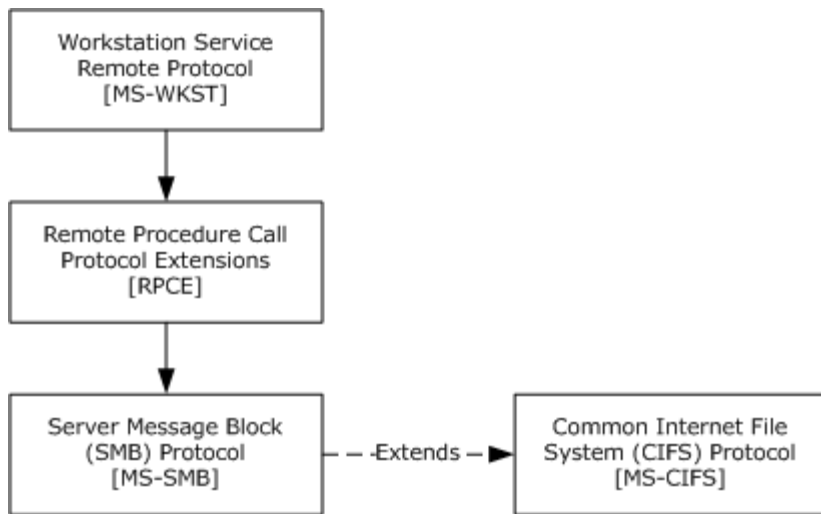 Workstation Service
Remote Protocol
[MS-WKST]
Remote Procedure Call
Protocol Extensions
[RPCE]
Server Message Block
(SMB) Protocol
[MS-SMB]
Extends
Common Internet File
System (CIFS) Protocol
[MS-CIFS]